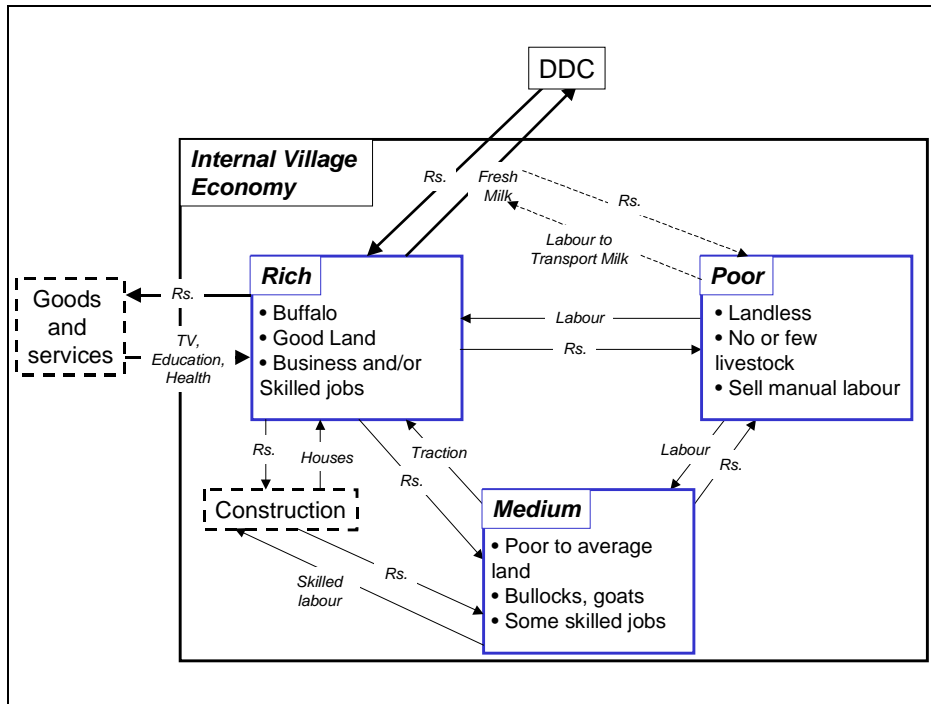 DDC
Internal Village
Economy
Rs.
Fresh
Milk
Rs.
Labour to
Transport Milk
Goods
and
services
Rs.
TV,
Education,
Health
Rich
• Buffalo
• Good Land
• Business and/or
Skilled jobs
Labour
Rs.
Poor
• Landless
• No or few
livestock
• Sell manual labour
Rs.
Houses
Traction
Rs.
Labour
Rs.
Construction
Skilled
labour
Rs.
Medium
• Poor to average
land
• Bullocks, goats
• Some skilled jobs